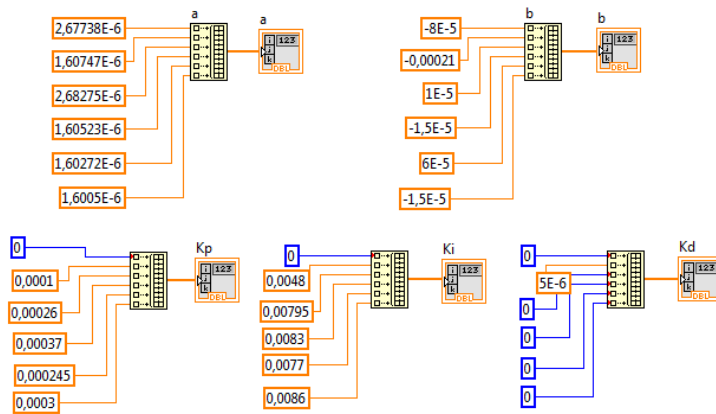 a
a
2,67738E-6
1,60747E-6
2,68275E-6
1,60523E-6
1,60272E-6
1,6005E-6
123
i
j
k
DBL
b
b
-8E-5
-0,00021
1E-5
-1,5E-5
6E-5
-1,5E-5
123
i
j
k
DBL
Kp
0
0,0001
0,00026
0,00037
0,000245
0,0003
123
i
j
k
DBL
Ki
0
0,0048
0,00795
0,0083
0,0077
0,0086
123
i
j
k
DBL
Kd
0
5E-6
0
0
0
0
123
i
j
k
DBL